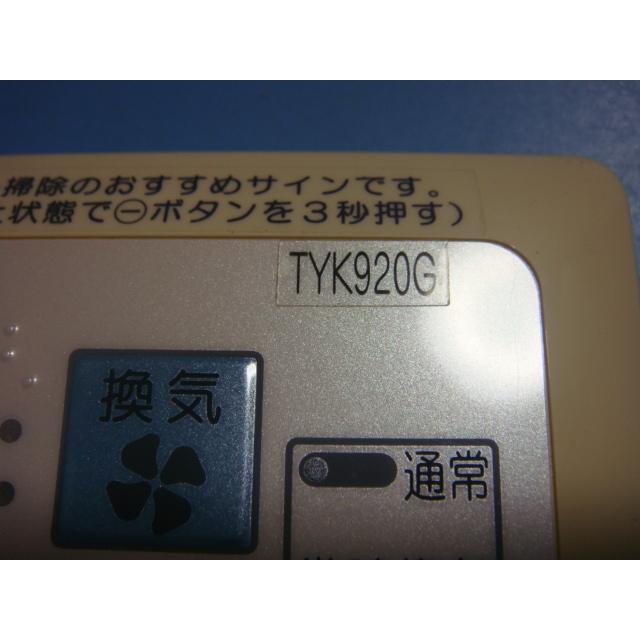 掃除のおすすめサインです。
状態で⊖ボタンを3秒押す)
TYK920G
換気
通常